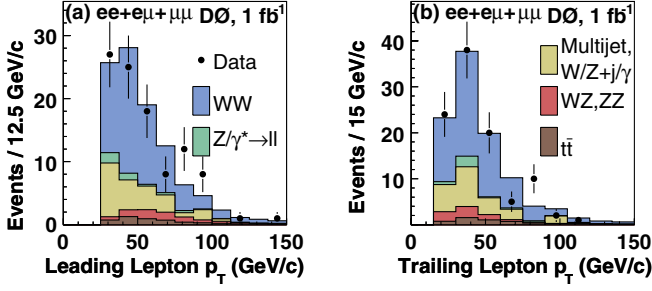 (a) ee+eμ+μμ DØ, 1 fb⁻¹
Events / 12.5 GeV/c
30
20
10
0
Data
WW
Z/γ*→ll
0 50 100 150
Leading Lepton p_T (GeV/c)
(b) ee+eμ+μμ DØ, 1 fb⁻¹
Events / 15 GeV/c
40
30
20
10
0
Multijet,
W/Z+j/γ
WZ,ZZ
tt̄
0 50 100 150
Trailing Lepton p_T (GeV/c)